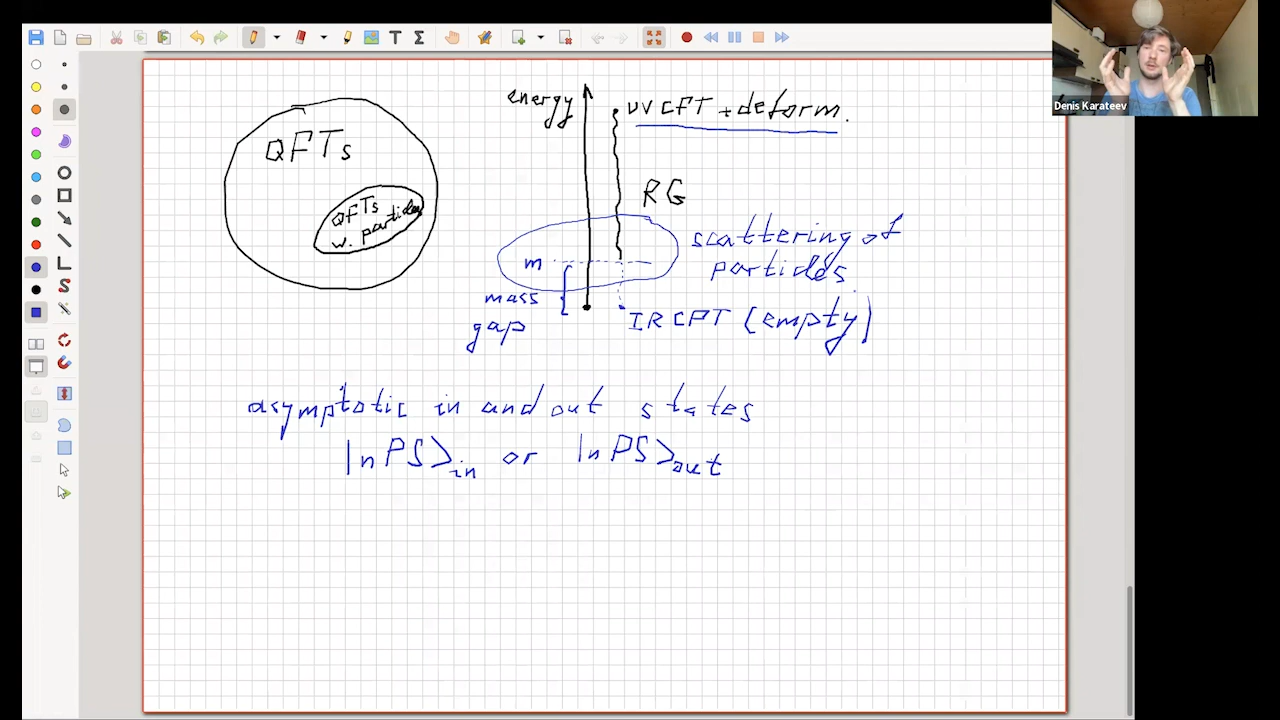 Denis Karateev
QFTs
QFTs
w. particles
energy
UV CFT + deform.
RG
m
scattering of
particles
mass
gap
IR CFT (empty)
asymptotic in and out states
|nPS>in or |nPS>out